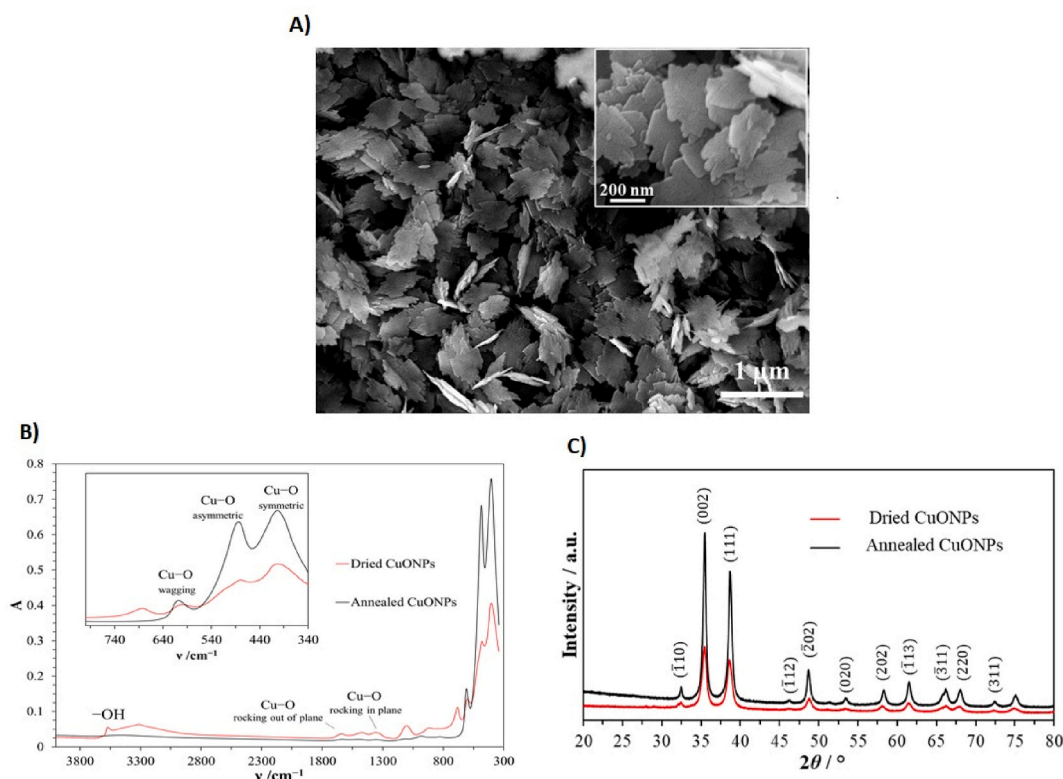 A)
200 nm
1 μm
B)
0.8
0.7
0.6
0.5
0.4
0.3
0.2
0.1
0
A
Cu−O
asymmetric
Cu−O
symmetric
Cu−O
wagging
740 640 540 440 340
ν /cm⁻¹
Dried CuONPs
Annealed CuONPs
−OH
Cu−O
rocking out of plane
Cu−O
rocking in plane
3800 3300 2800 2300 1800 1300 800 300
ν /cm⁻¹
C)
Intensity / a.u.
(1̄10)
(002)
(111)
(1̄12)
(2̄02)
(020)
(202)
(1̄13)
(3̄11)
(220)
(311)
Dried CuONPs
Annealed CuONPs
20 25 30 35 40 45 50 55 60 65 70 75 80
2θ / °